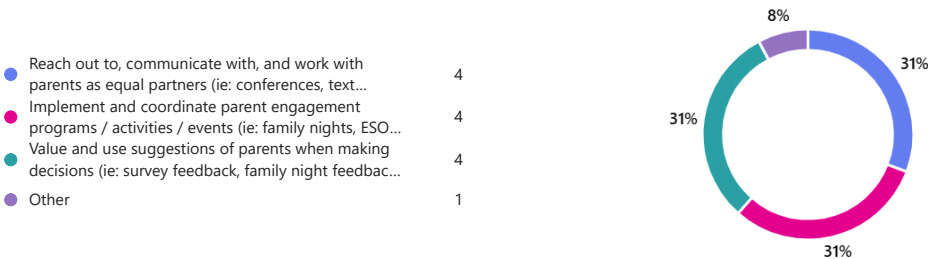 8%
Reach out to, communicate with, and work with
parents as equal partners (ie: conferences, text...
4
31%
Implement and coordinate parent engagement
programs / activities / events (ie: family nights, ESO...
4
31%
Value and use suggestions of parents when making
decisions (ie: survey feedback, family night feedbac...
4
Other
1
31%